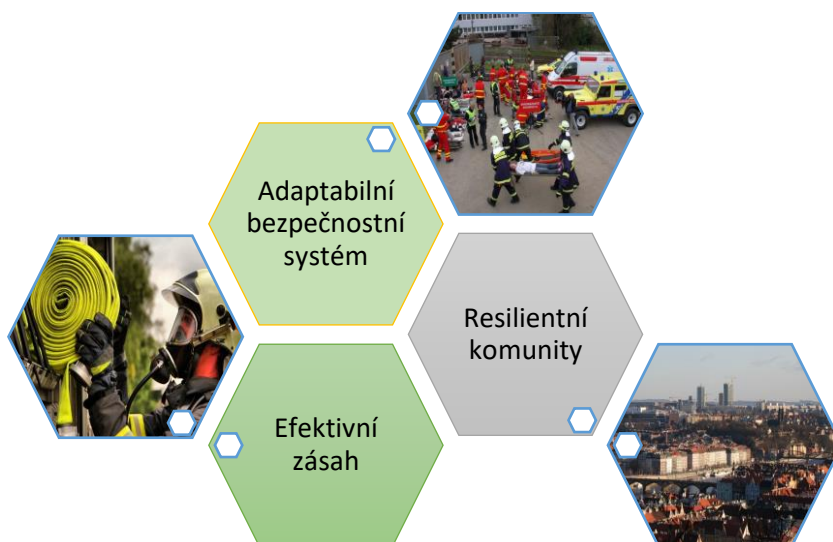 Adaptabilní
bezpečnostní
systém
Resilientní
komunity
Efektivní
zásah